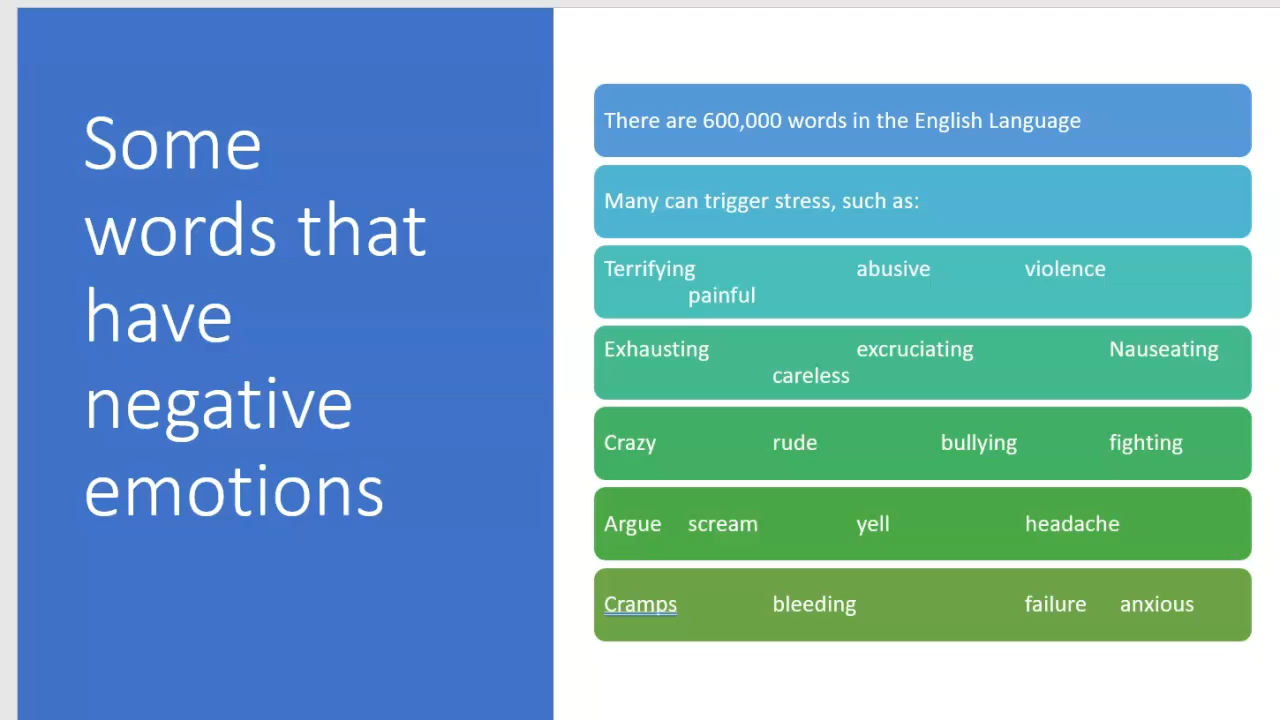 Some
words that
have
negative
emotions
There are 600,000 words in the English Language
Many can trigger stress, such as:
Terrifying abusive violence
painful
Exhausting excruciating Nauseating
careless
Crazy rude bullying fighting
Argue scream yell headache
Cramps bleeding failure anxious